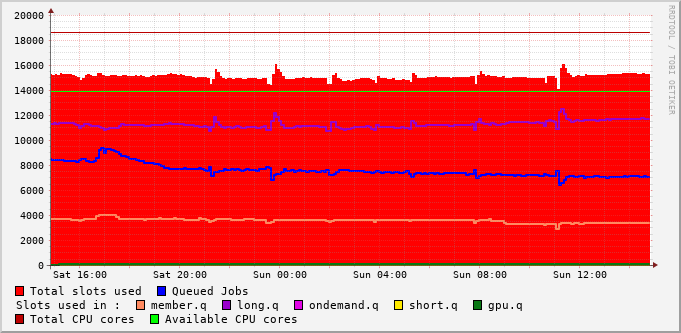 20000
18000
16000
14000
12000
10000
8000
6000
4000
2000
0
Sat 16:00 Sat 20:00 Sun 00:00 Sun 04:00 Sun 08:00 Sun 12:00
RRDTOOL / TOBI OETIKER
Total slots used Queued Jobs
Slots used in : member.q long.q ondemand.q short.q gpu.q
Total CPU cores Available CPU cores